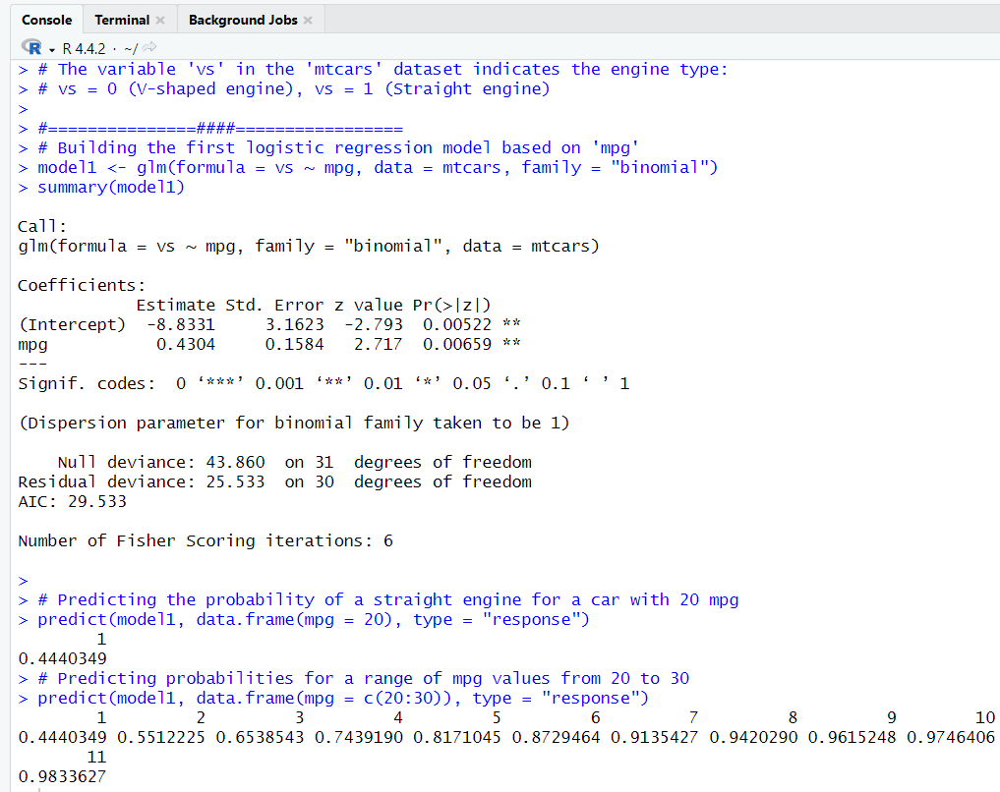 Console Terminal Background Jobs
R R 4.4.2 · ~/
> # The variable 'vs' in the 'mtcars' dataset indicates the engine type:
> # vs = 0 (V-shaped engine), vs = 1 (Straight engine)
>
> #===============####=================
> # Building the first logistic regression model based on 'mpg'
> model1 <- glm(formula = vs ~ mpg, data = mtcars, family = "binomial")
> summary(model1)

Call:
glm(formula = vs ~ mpg, family = "binomial", data = mtcars)

Coefficients:
            Estimate Std. Error z value Pr(>|z|)
(Intercept)  -8.8331     3.1623  -2.793  0.00522 **
mpg           0.4304     0.1584   2.717  0.00659 **
---
Signif. codes:  0 ‘***’ 0.001 ‘**’ 0.01 ‘*’ 0.05 ‘.’ 0.1 ‘ ’ 1

(Dispersion parameter for binomial family taken to be 1)

    Null deviance: 43.860  on 31  degrees of freedom
Residual deviance: 25.533  on 30  degrees of freedom
AIC: 29.533

Number of Fisher Scoring iterations: 6

>
> # Predicting the probability of a straight engine for a car with 20 mpg
> predict(model1, data.frame(mpg = 20), type = "response")
        1
0.4440349
> # Predicting probabilities for a range of mpg values from 20 to 30
> predict(model1, data.frame(mpg = c(20:30)), type = "response")
        1         2         3         4         5         6         7         8         9        10
0.4440349 0.5512225 0.6538543 0.7439190 0.8171045 0.8729464 0.9135427 0.9420290 0.9615248 0.9746406
       11
0.9833627